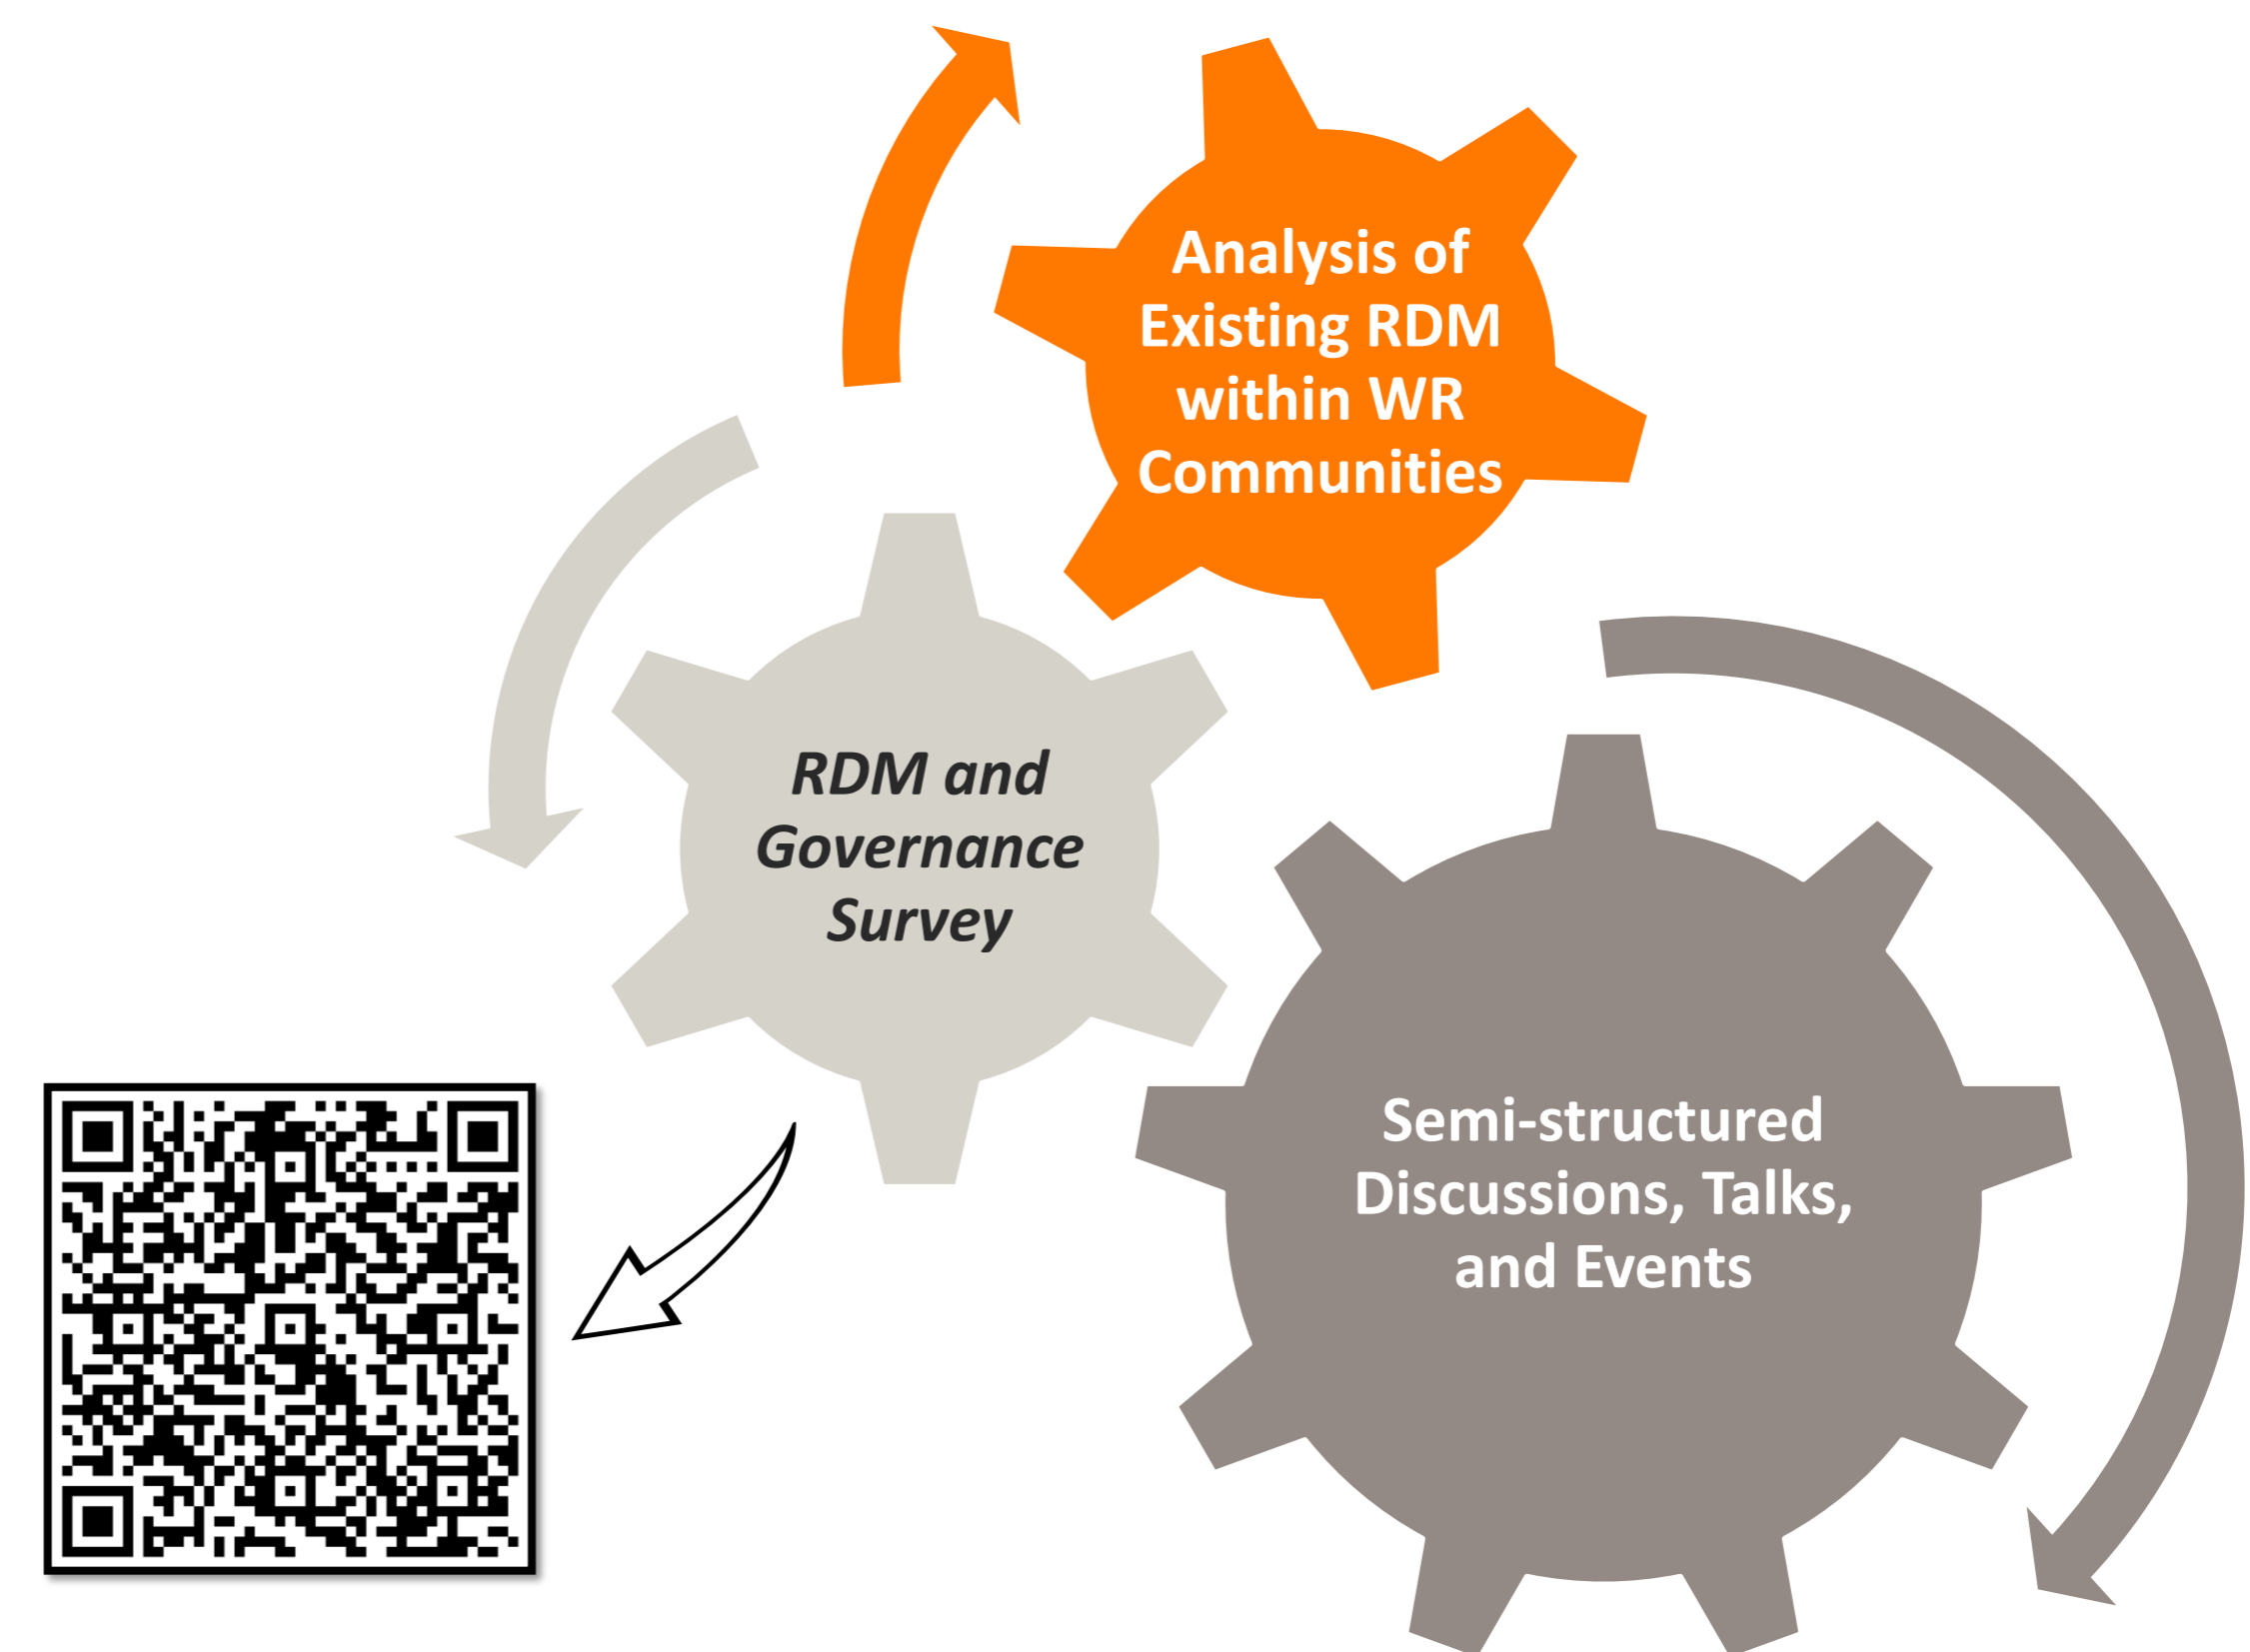 Analysis of
Existing RDM
within WR
Communities
RDM and
Governance
Survey
Semi-structured
Discussions, Talks,
and Events